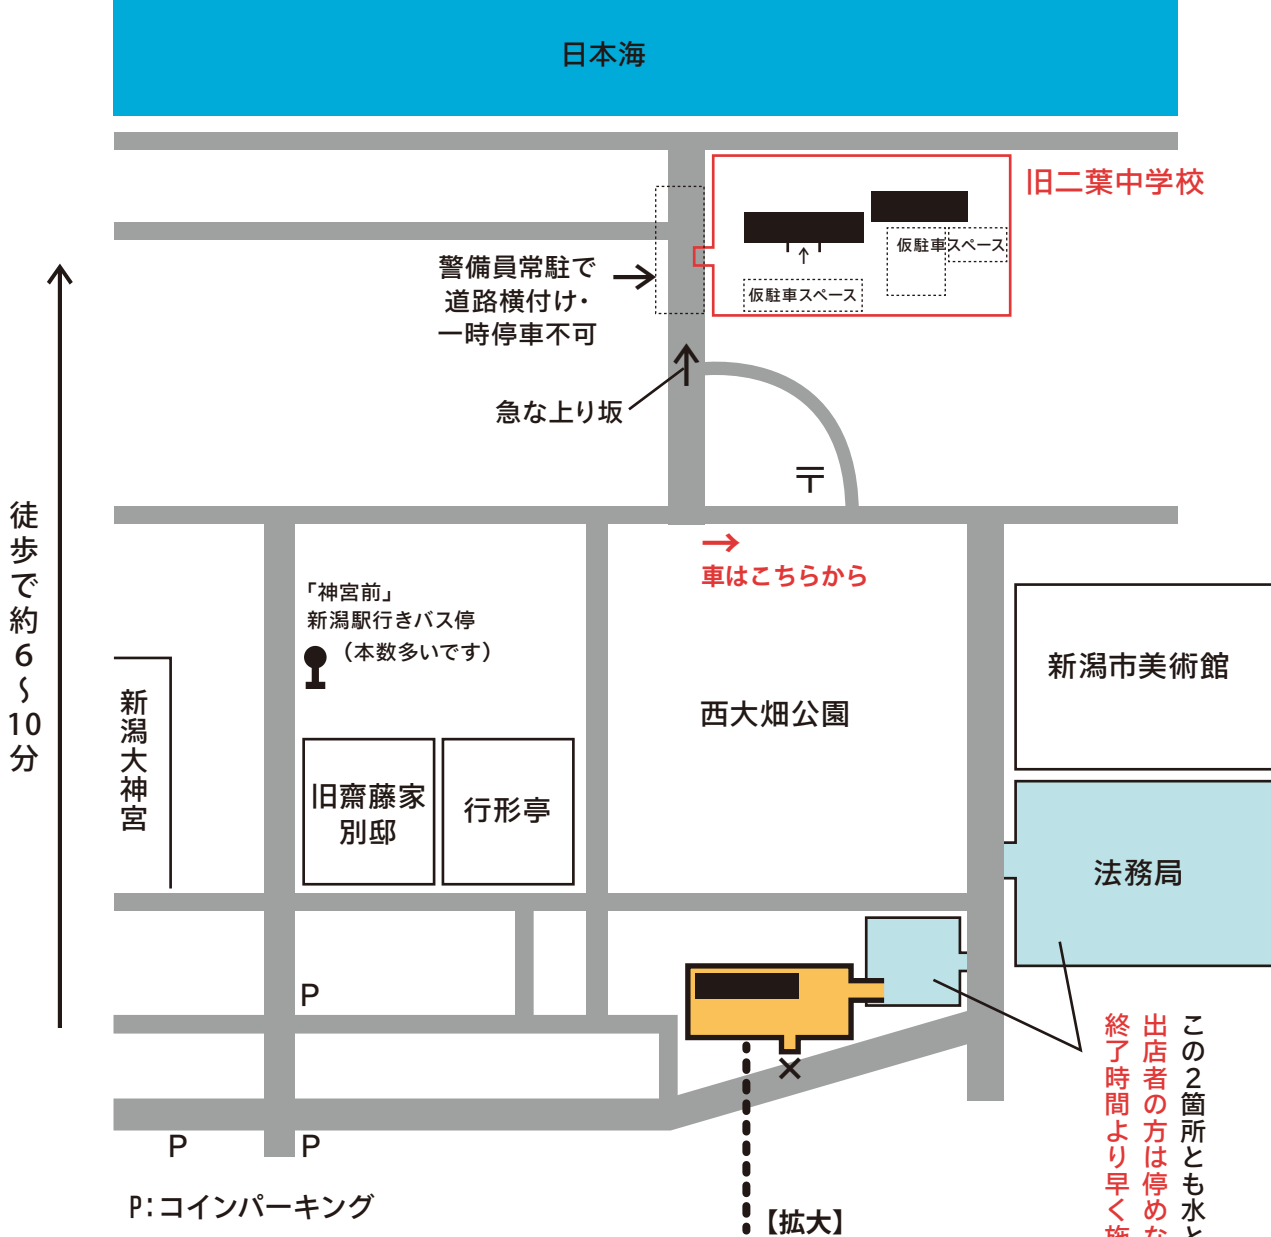 日本海
旧二葉中学校
仮駐車スペース
仮駐車スペース
警備員常駐で
道路横付け・
一時停車不可
急な上り坂
〒
車はこちらから
徒歩で約6～10分
「神宮前」
新潟駅行きバス停
（本数多いです）
新潟市美術館
西大畑公園
新潟大神宮
旧齋藤家
別邸
行形亭
法務局
P
この2箇所とも水と
出店者の方は停めな
終了時間より早く施
P
P
P：コインパーキング
【拡大】